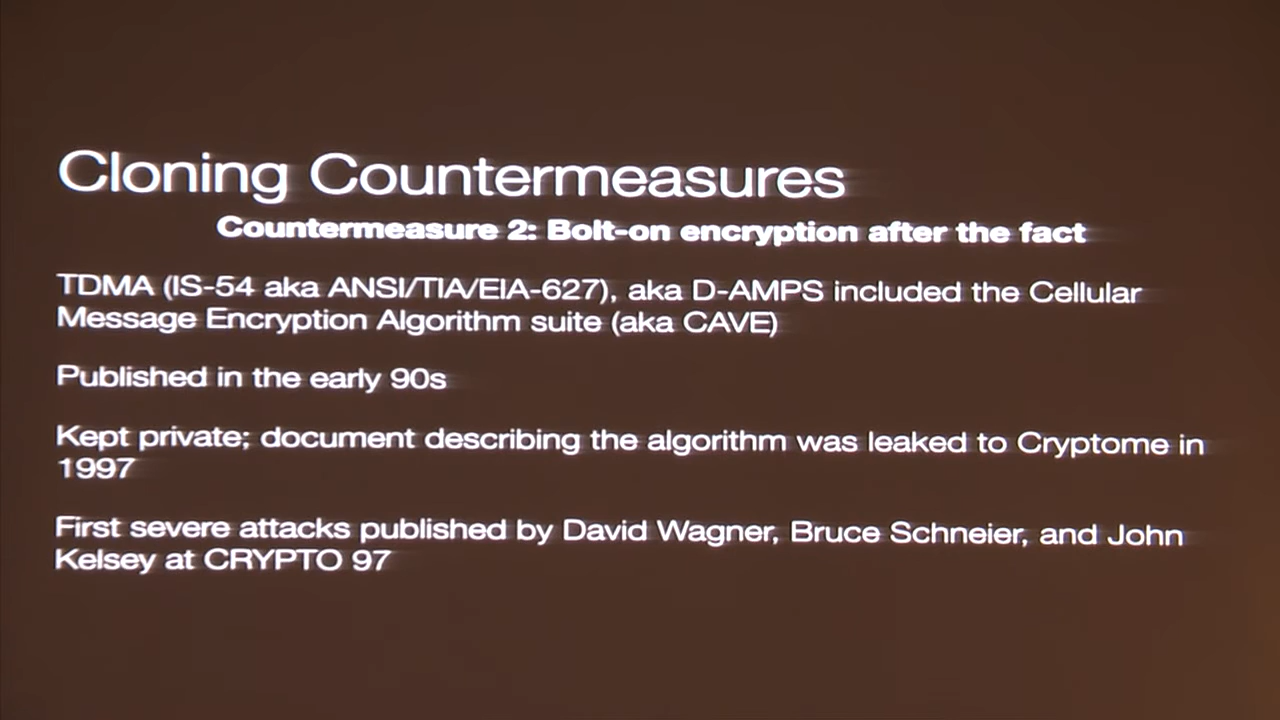 Cloning Countermeasures
Countermeasure 2: Bolt-on encryption after the fact
TDMA (IS-54 aka ANSI/TIA/EIA-627), aka D-AMPS included the Cellular
Message Encryption Algorithm suite (aka CAVE)
Published in the early 90s
Kept private; document describing the algorithm was leaked to Cryptome in
1997
First severe attacks published by David Wagner, Bruce Schneier, and John
Kelsey at CRYPTO 97